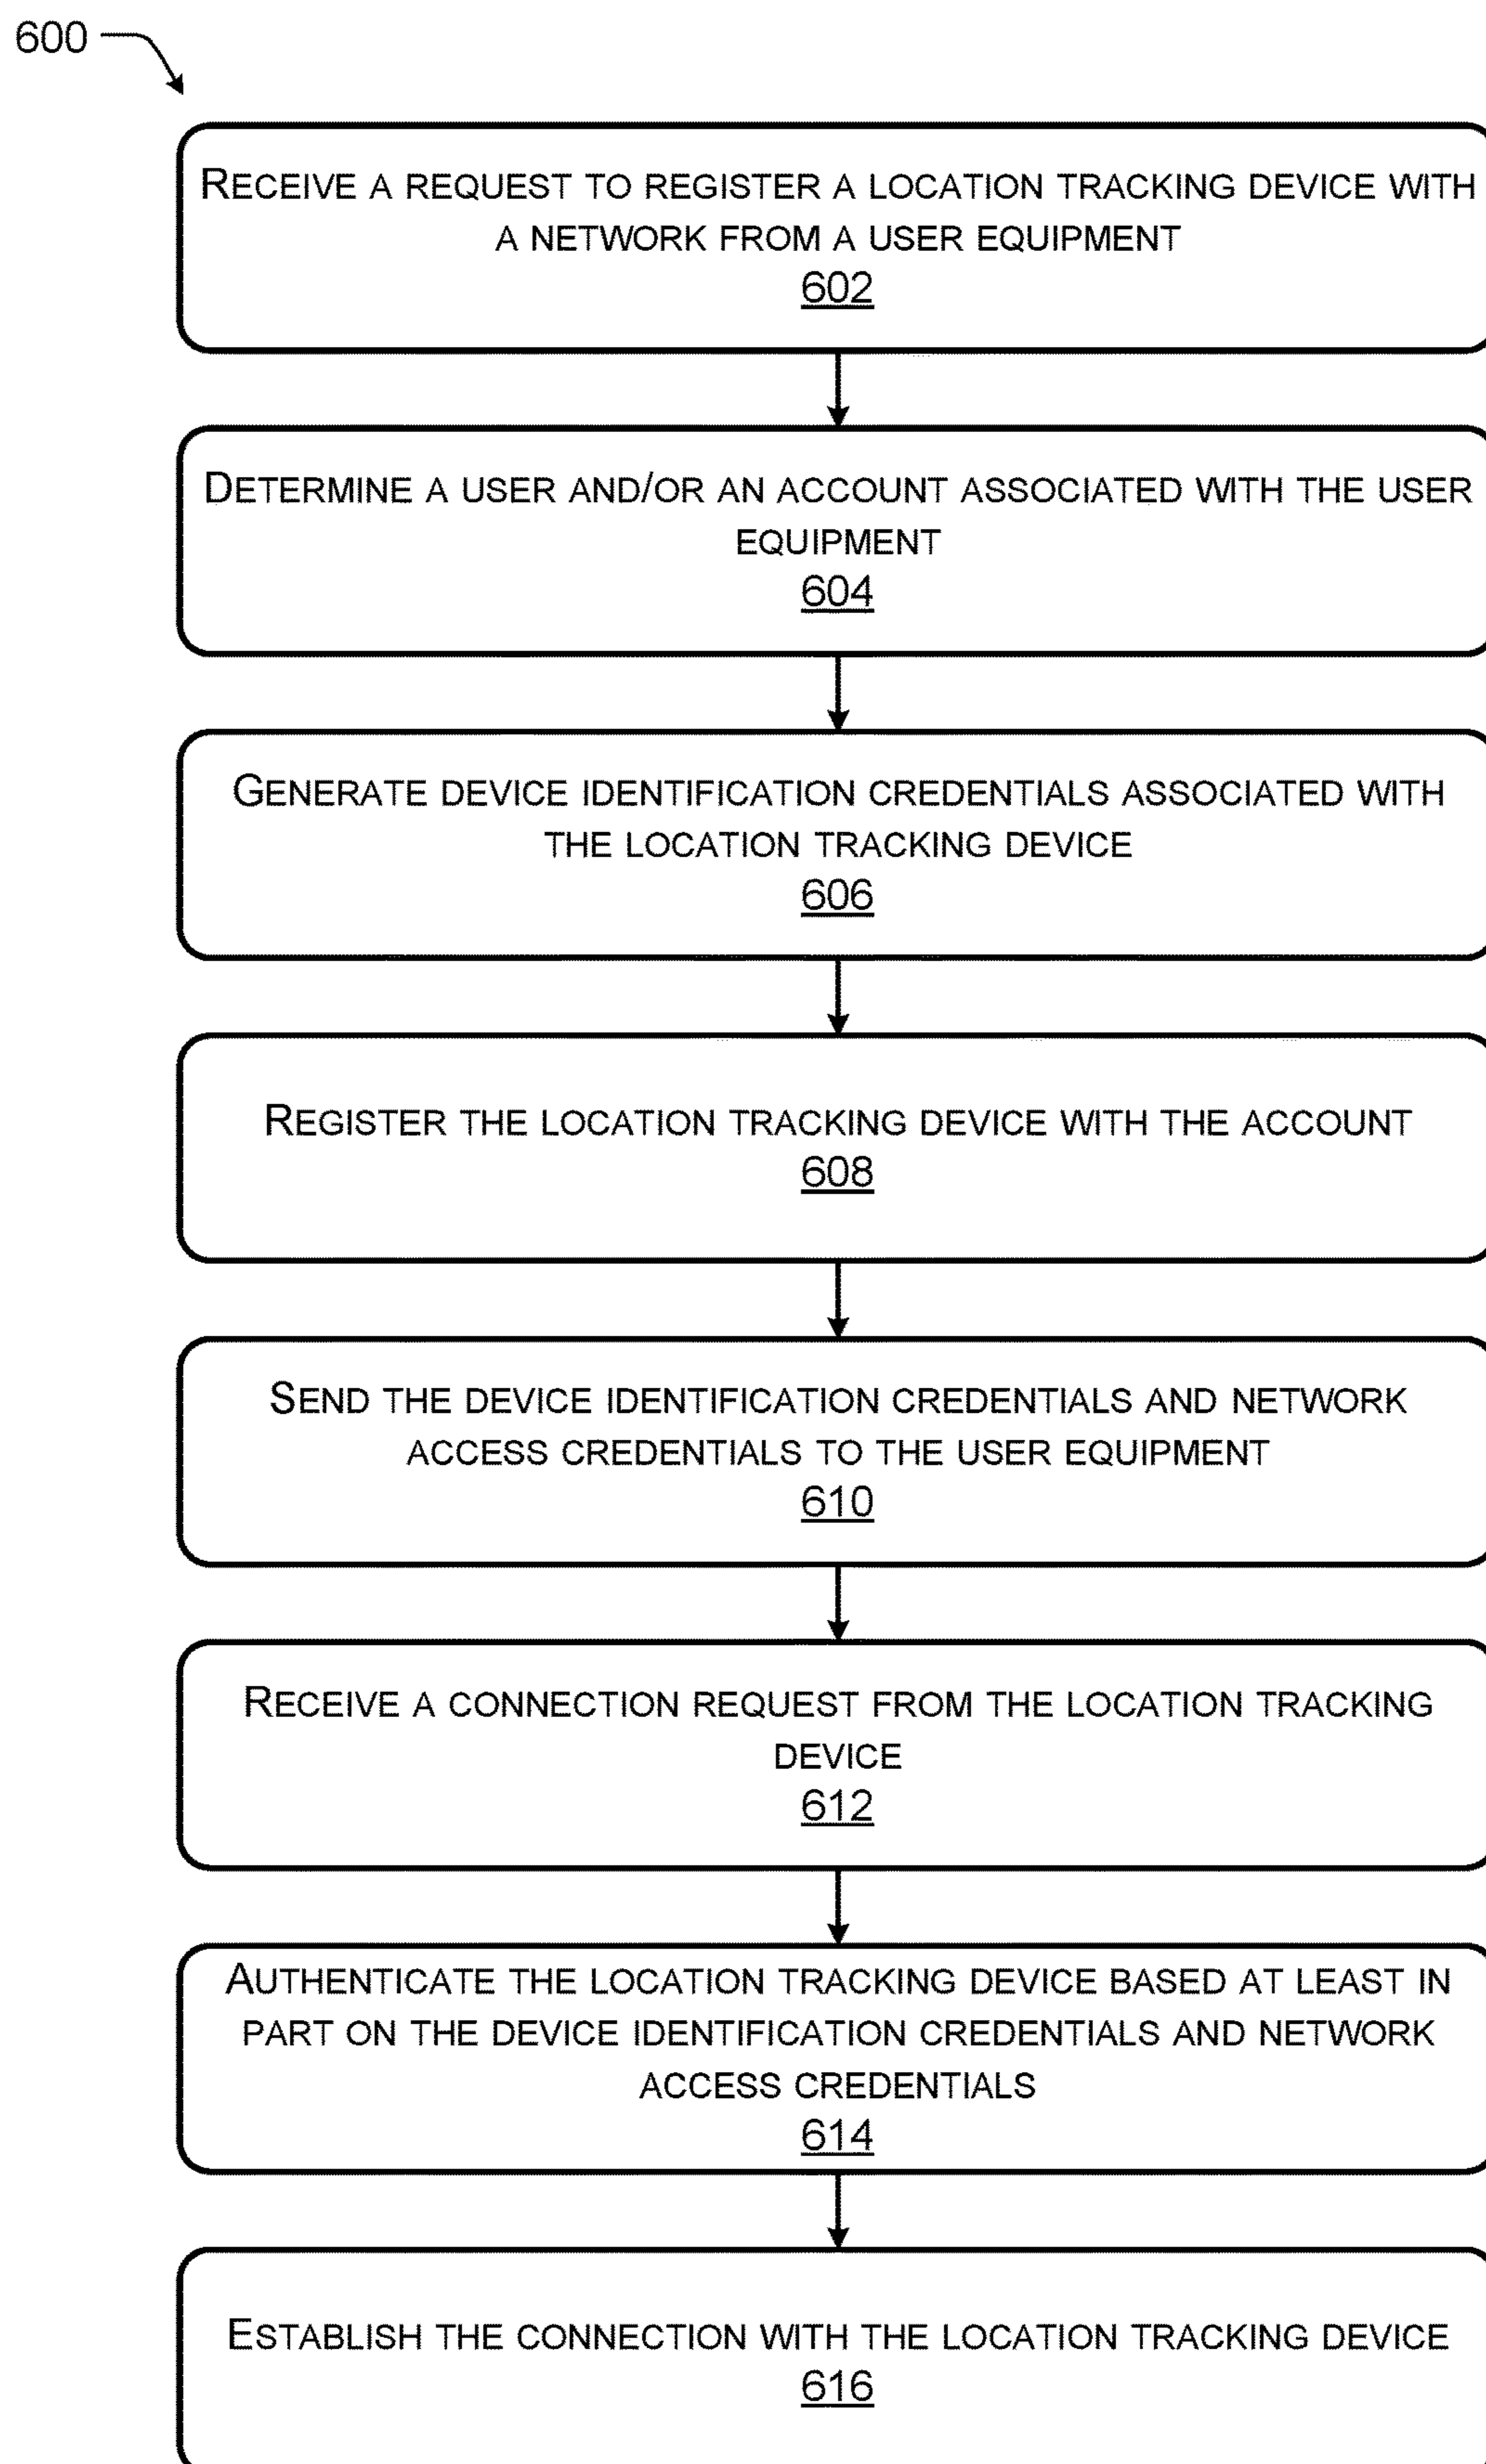 600
RECEIVE A REQUEST TO REGISTER A LOCATION TRACKING DEVICE WITH
A NETWORK FROM A USER EQUIPMENT
602
DETERMINE A USER AND/OR AN ACCOUNT ASSOCIATED WITH THE USER
EQUIPMENT
604
GENERATE DEVICE IDENTIFICATION CREDENTIALS ASSOCIATED WITH
THE LOCATION TRACKING DEVICE
606
REGISTER THE LOCATION TRACKING DEVICE WITH THE ACCOUNT
608
SEND THE DEVICE IDENTIFICATION CREDENTIALS AND NETWORK
ACCESS CREDENTIALS TO THE USER EQUIPMENT
610
RECEIVE A CONNECTION REQUEST FROM THE LOCATION TRACKING
DEVICE
612
AUTHENTICATE THE LOCATION TRACKING DEVICE BASED AT LEAST IN
PART ON THE DEVICE IDENTIFICATION CREDENTIALS AND NETWORK
ACCESS CREDENTIALS
614
ESTABLISH THE CONNECTION WITH THE LOCATION TRACKING DEVICE
616